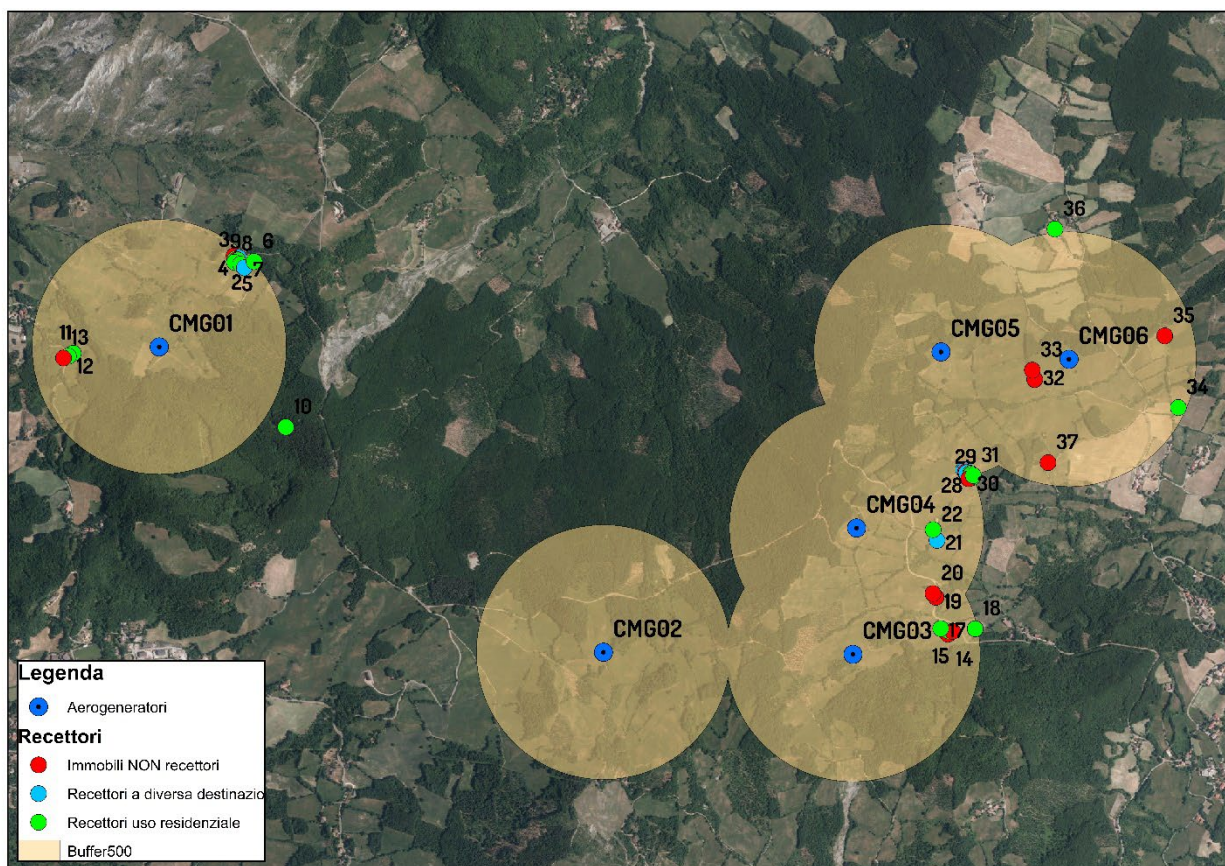 36
39 8 6
4 25 7
CMG01
11 13
12
10
CMG05
35
33 CMG06
32
34
29 31
28 30
37
CMG04
22
21
20
19
CMG02
CMG03 17 18
15 14
Legenda
Aerogeneratori
Recettori
Immobili NON recettori
Recettori a diversa destinazio
Recettori uso residenziale
Buffer500